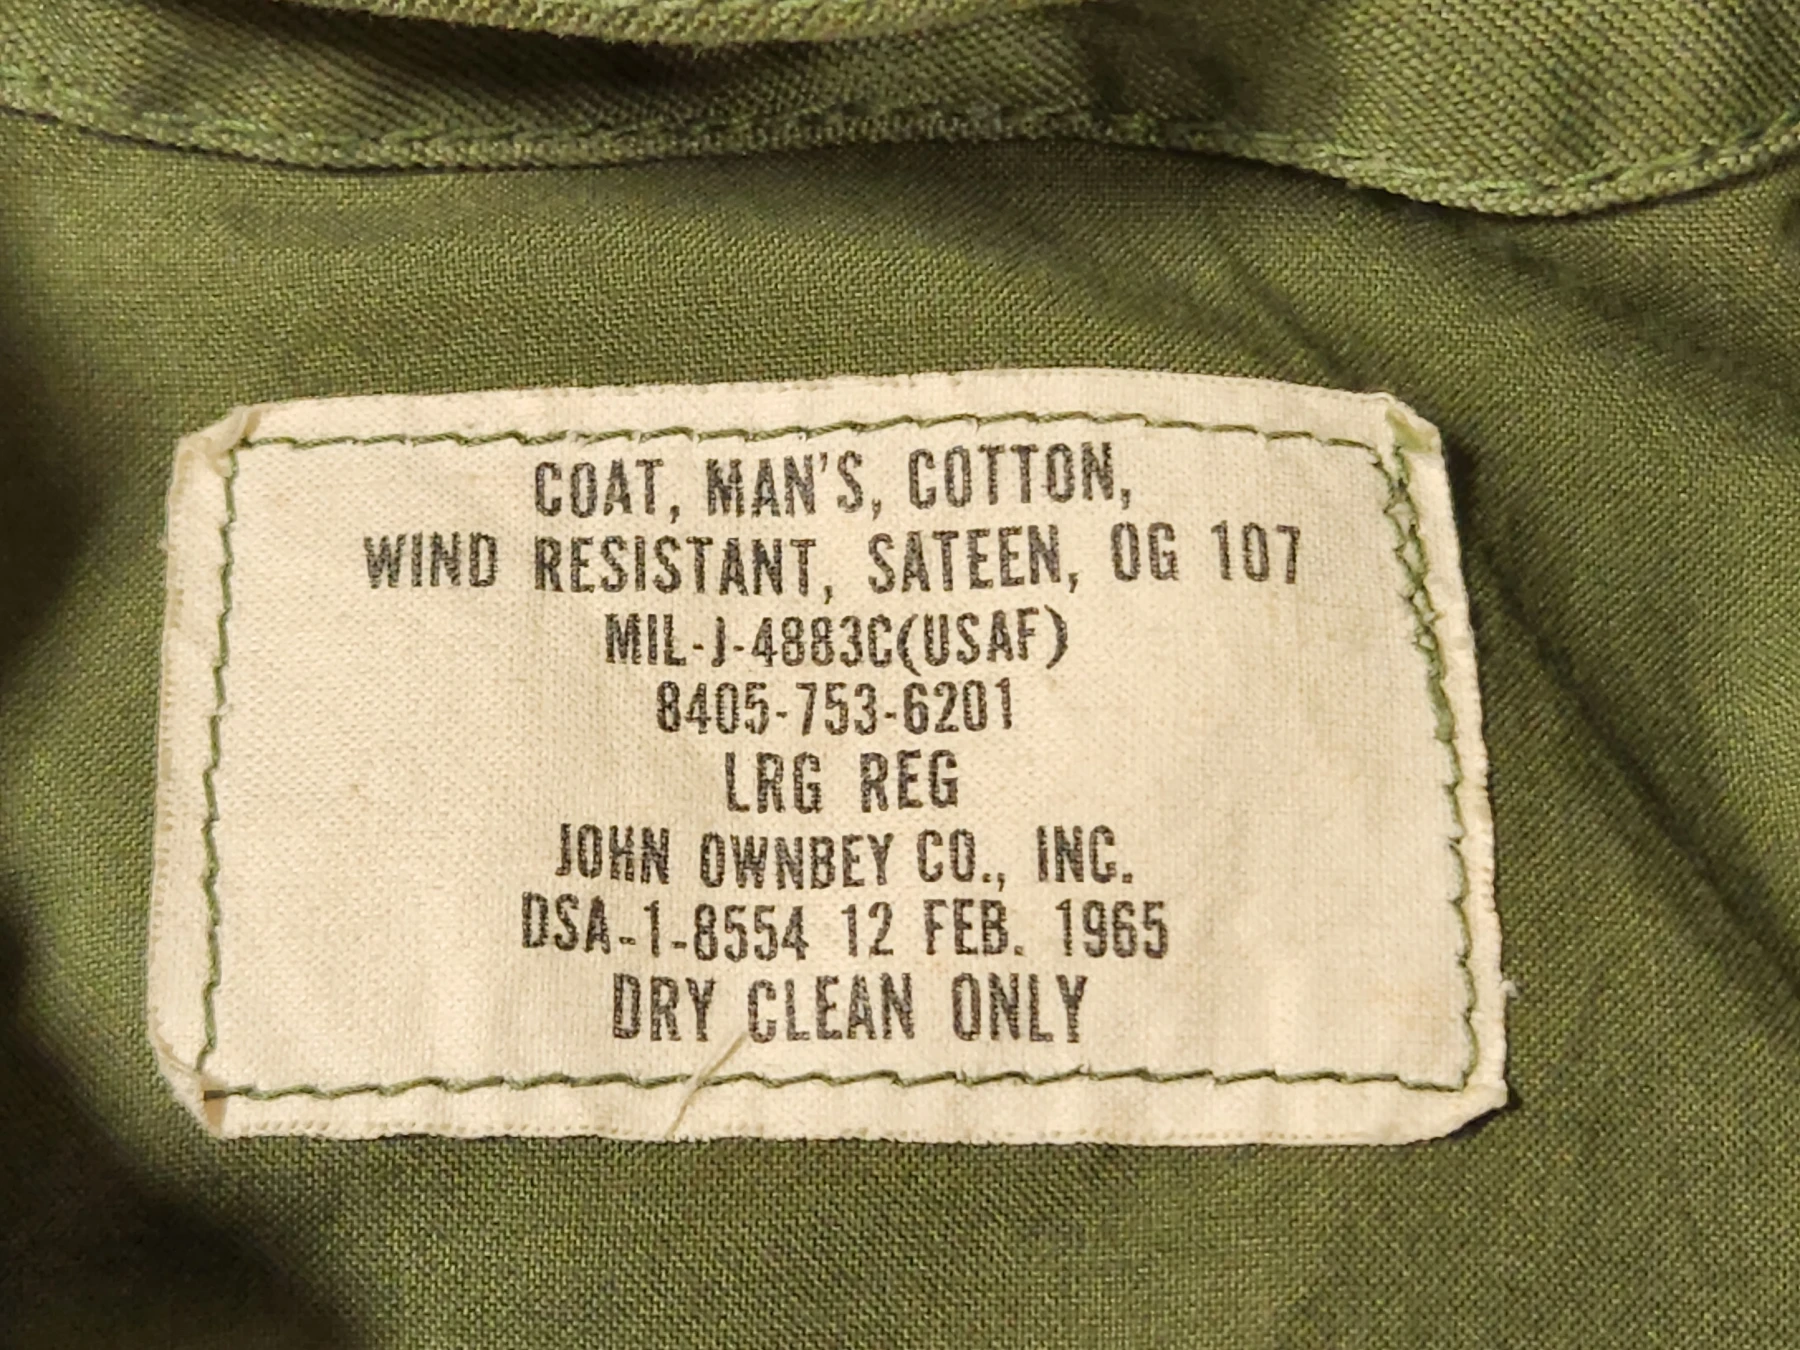 COAT, MAN'S, COTTON,
WIND RESISTANT, SATEEN, OG 107
MIL-J-4883C(USAF)
8405-753-6201
LRG REG
JOHN OWNBEY CO., INC.
DSA-1-8554 12 FEB. 1965
DRY CLEAN ONLY